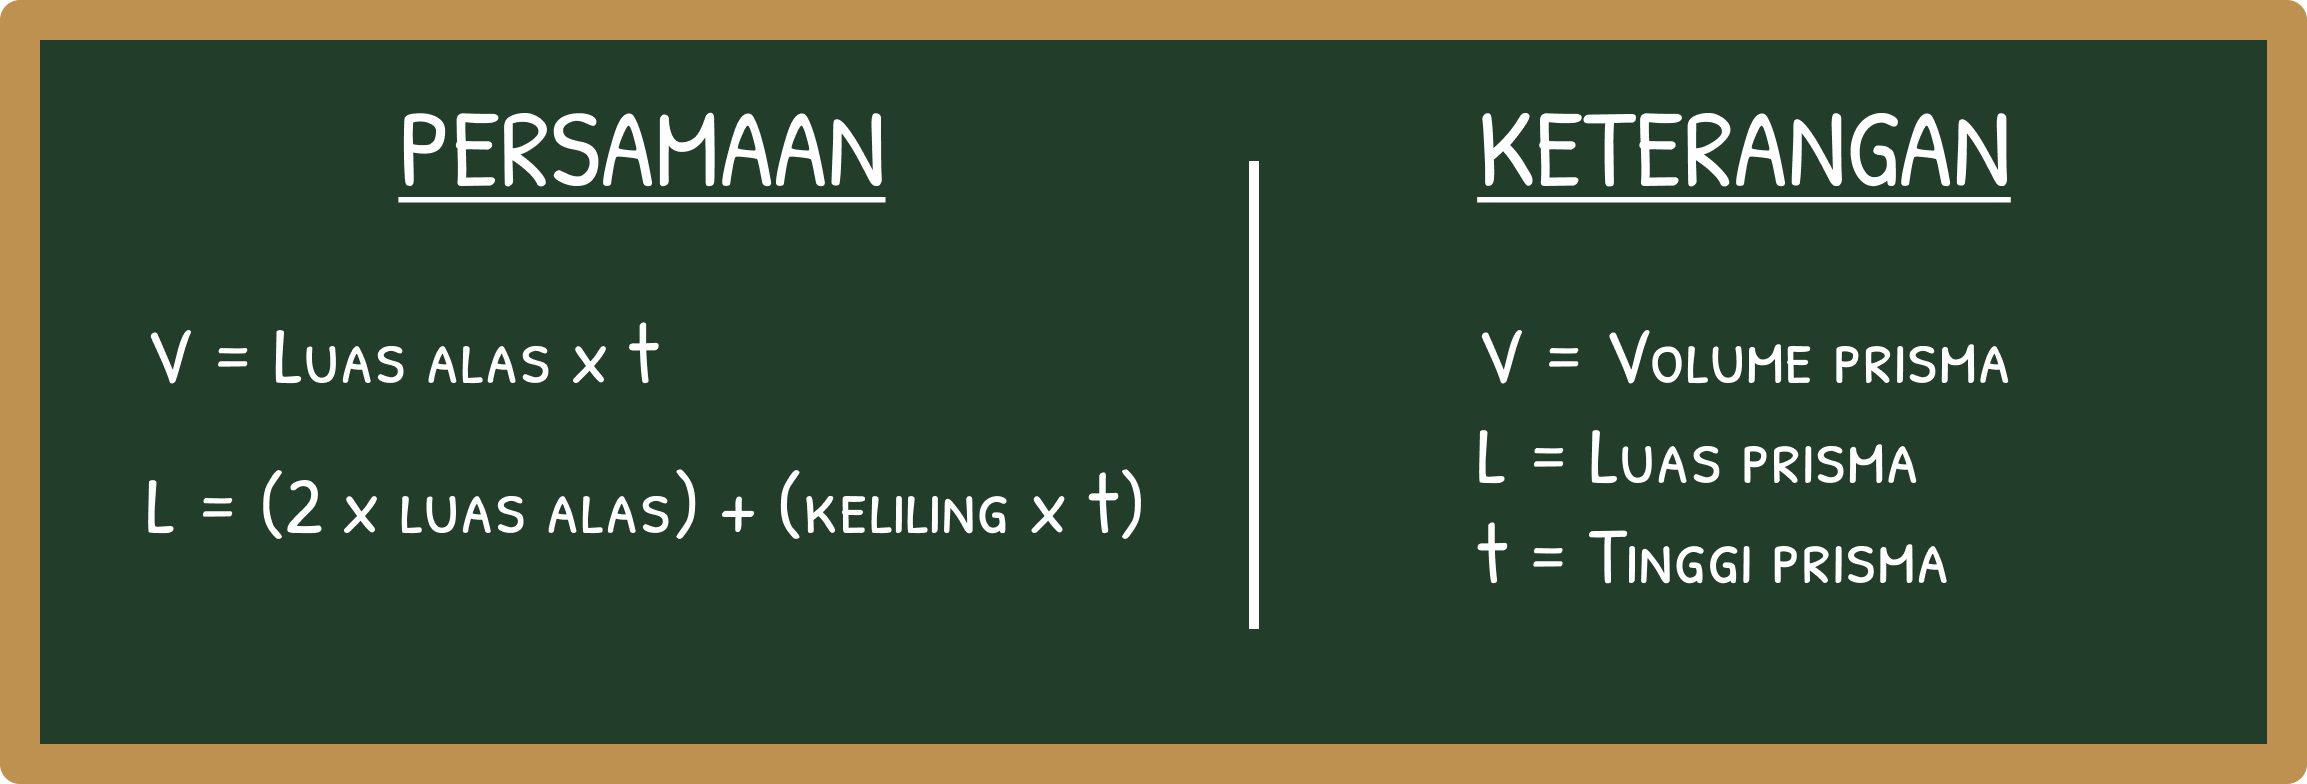 PERSAMAAN
V = Luas alas x t
L = (2 x luas alas) + (keliling x t)
KETERANGAN
V = Volume prisma
L = Luas prisma
t = Tinggi prisma